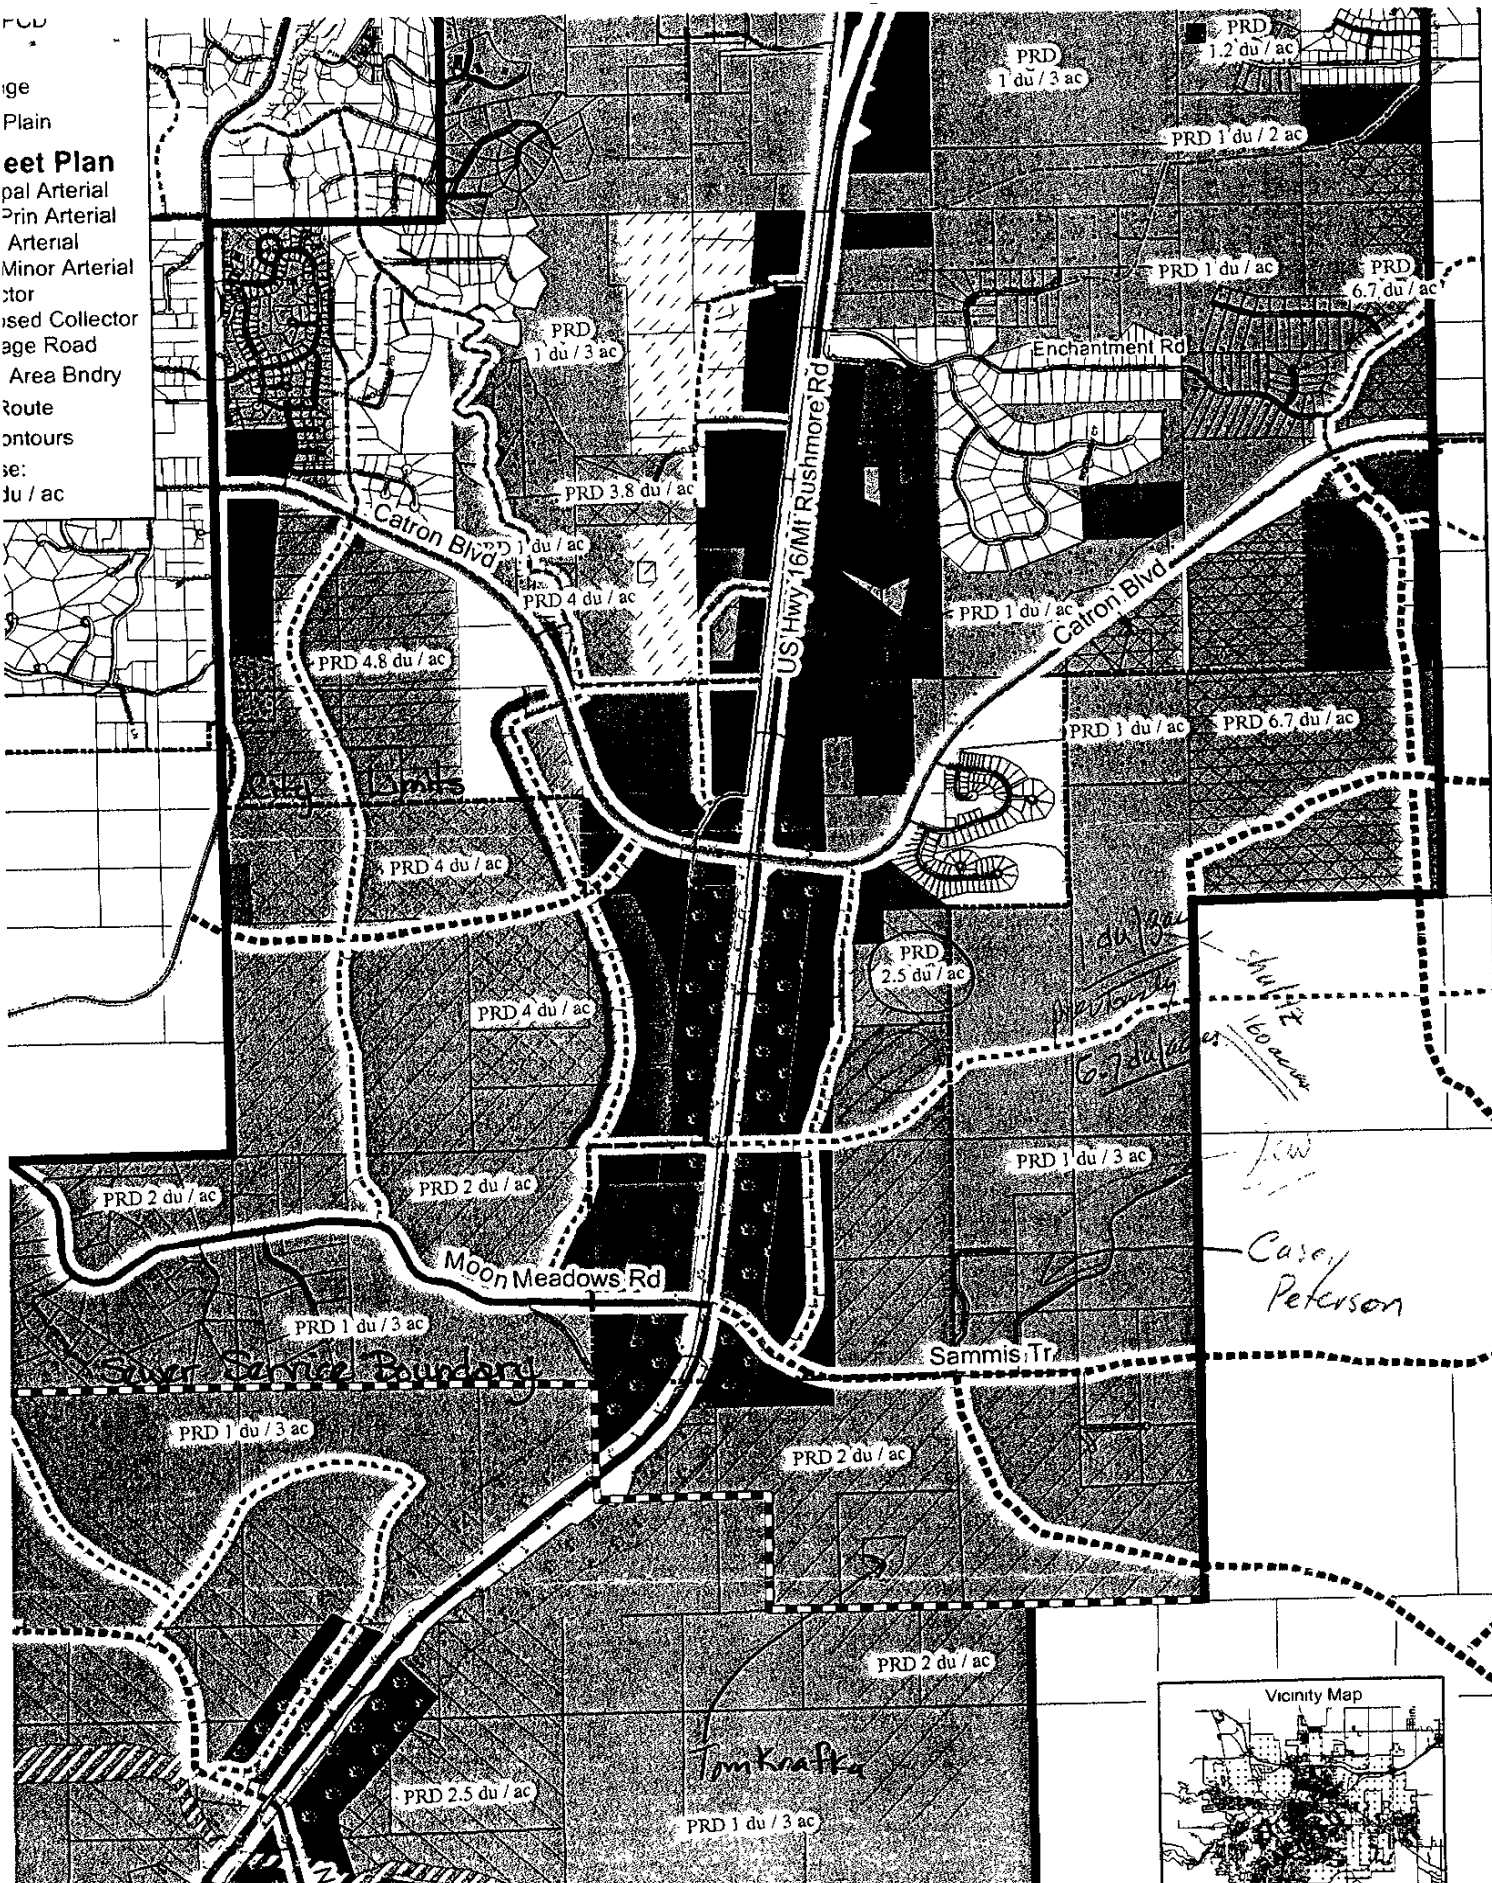 Plain
eet Plan
pal Arterial
Prin Arterial
Arterial
Minor Arterial
ctor
osed Collector
age Road
Area Bndry
Route
ontours
se:
du / ac
PRD
1 du / 3 ac
PRD
1.2 du / ac
PRD 1 du / 2 ac
PRD 1 du / ac
PRD
6.7 du / ac
PRD
1 du / 3 ac
Enchantment Rd
US Hwy 16/Mt Rushmore Rd
PRD 3.8 du / ac
Catron Blvd
PRD 1 du / ac
PRD 4 du / ac
PRD 1 du / ac
Catron Blvd
PRD 4.8 du / ac
PRD 1 du / ac
PRD 6.7 du / ac
City Limits
PRD 4 du / ac
PRD
2.5 du / ac
previously
6.7 du/acres
160 acres
PRD 4 du / ac
PRD 1 du / 3 ac
PRD 2 du / ac
PRD 2 du / ac
Casey
Peterson
Moon Meadows Rd
PRD 1 du / 3 ac
Sammis Tr
Sewer Service Boundary
PRD 1 du / 3 ac
PRD 2 du / ac
PRD 2 du / ac
Vicinity Map
Tom Krafka
PRD 2.5 du / ac
PRD 1 du / 3 ac